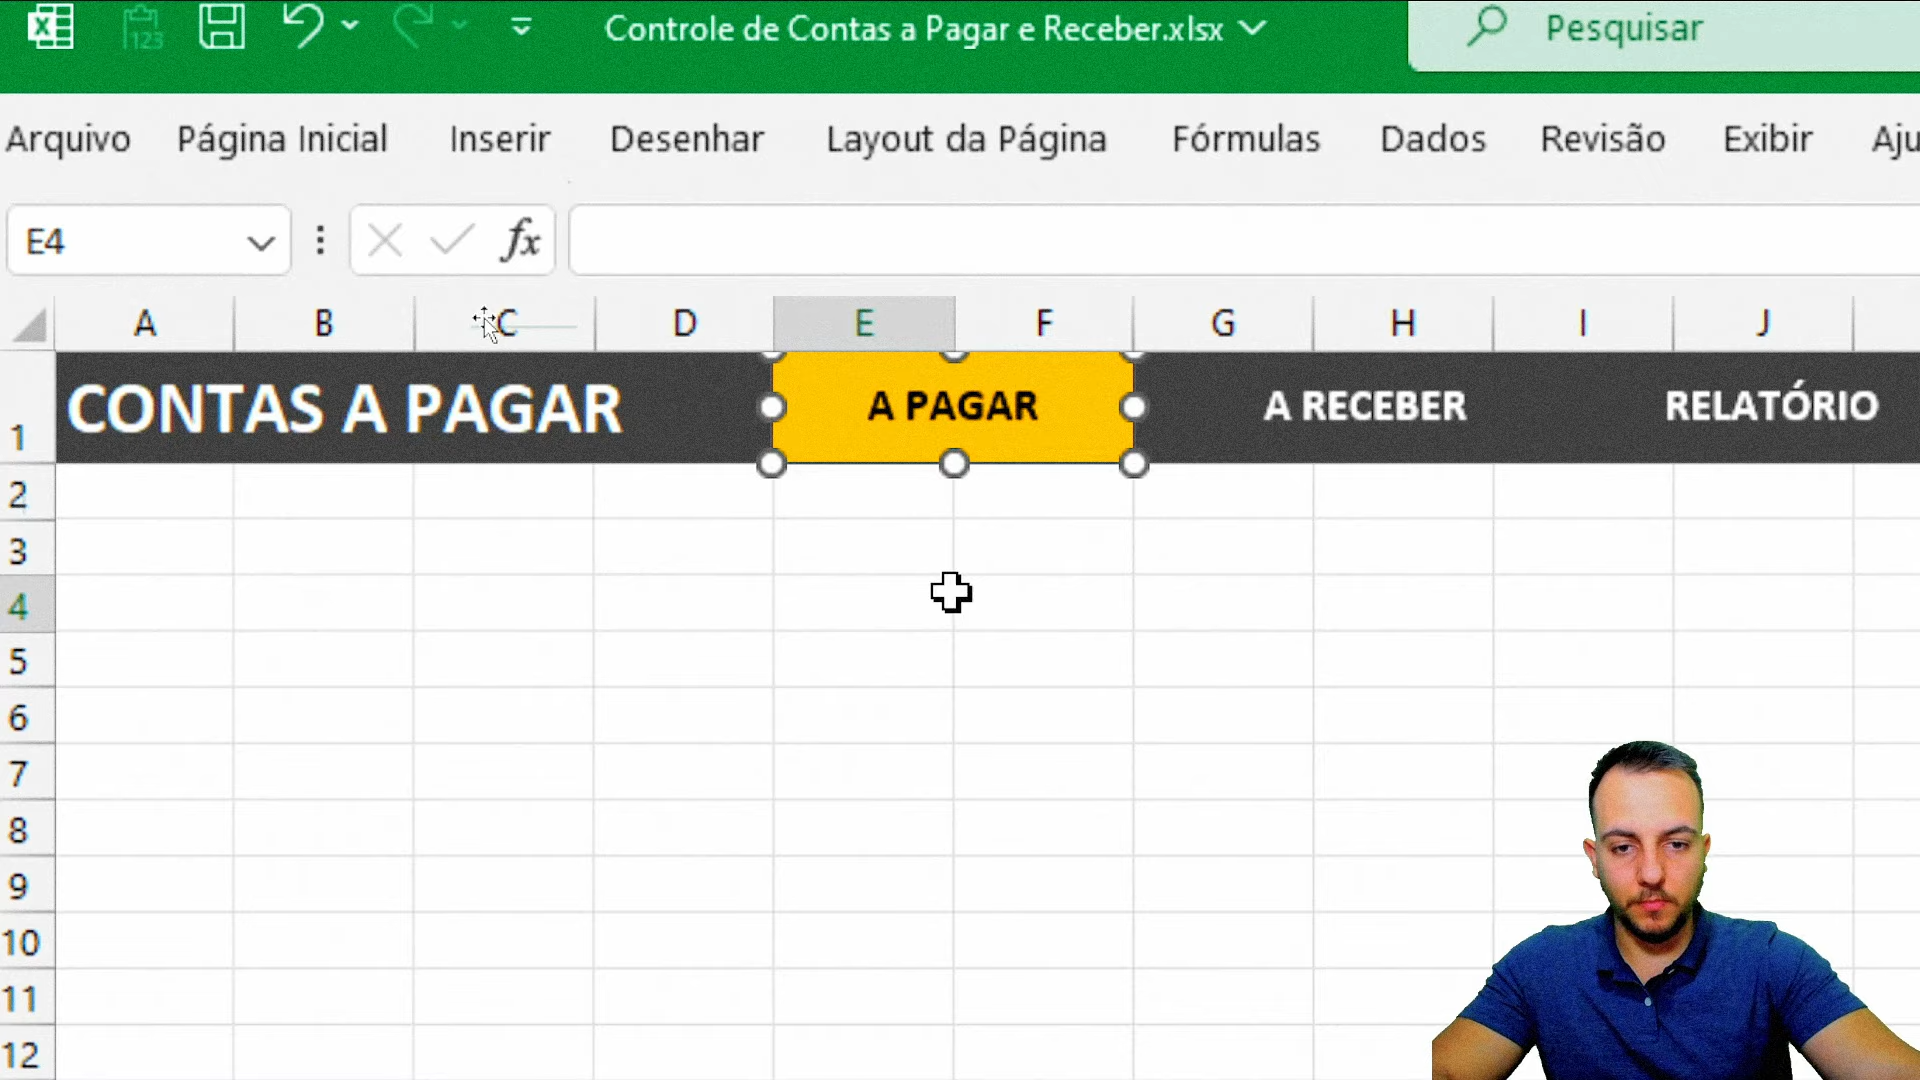 123
Controle de Contas a Pagar e Receber.xlsx
Pesquisar
Arquivo Página Inicial Inserir Desenhar Layout da Página Fórmulas Dados Revisão Exibir Aju
E4 fx
A B C D E F G H I J
1 CONTAS A PAGAR A PAGAR A RECEBER RELATÓRIO
2
3
4
5
6
7
8
9
10
11
12